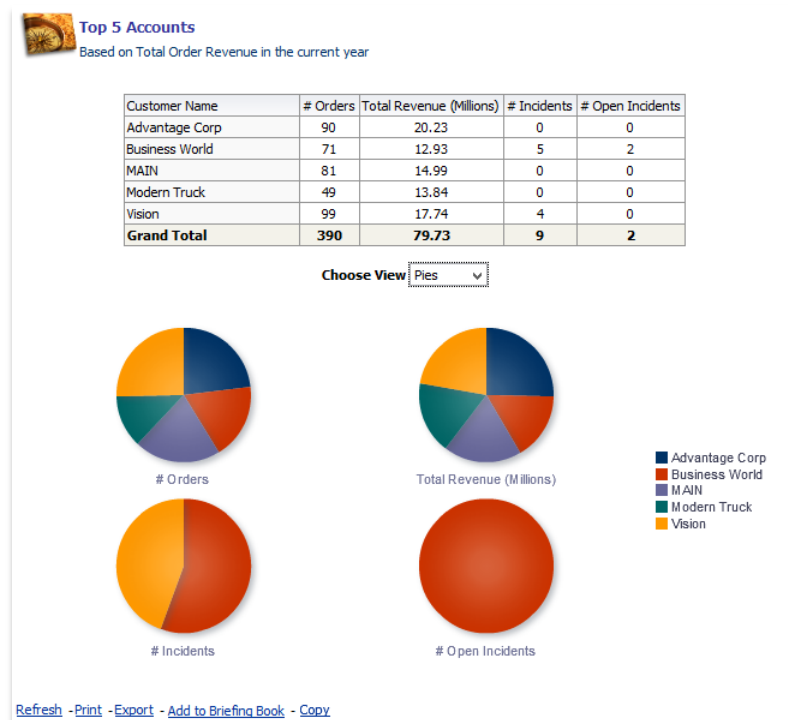 Top 5 Accounts
Based on Total Order Revenue in the current year
Customer Name # Orders Total Revenue (Millions) # Incidents # Open Incidents
Advantage Corp 90 20.23 0 0
Business World 71 12.93 5 2
MAIN 81 14.99 0 0
Modern Truck 49 13.84 0 0
Vision 99 17.74 4 0
Grand Total 390 79.73 9 2
Choose View Pies
# Orders
Total Revenue (Millions)
Advantage Corp
Business World
MAIN
Modern Truck
Vision
# Incidents
# Open Incidents
Refresh - Print - Export - Add to Briefing Book - Copy